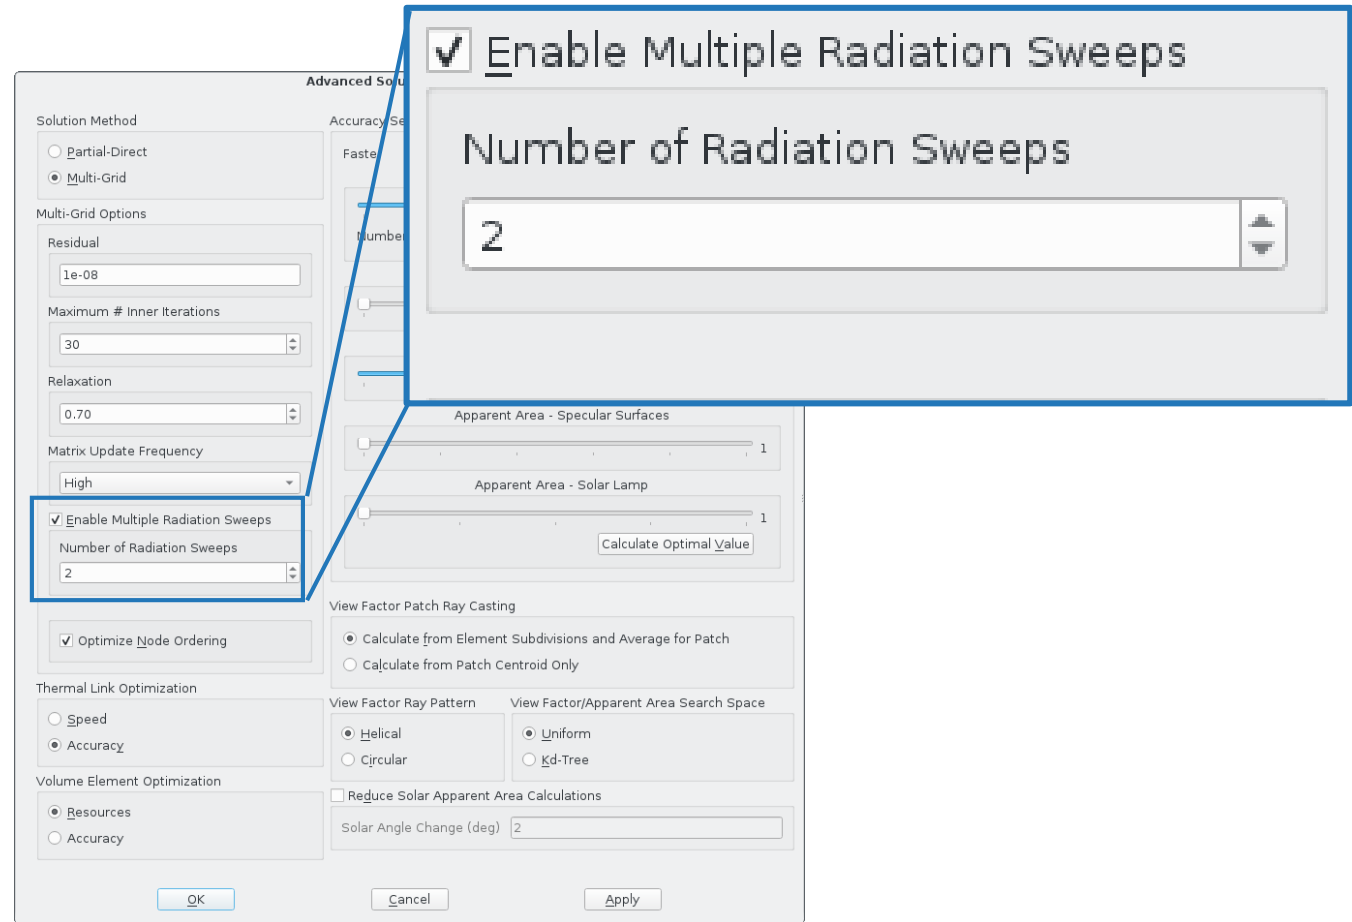 Enable Multiple Radiation Sweeps
Number of Radiation Sweeps
2
Advanced
Solution Method
Partial-Direct
Multi-Grid
Multi-Grid Options
Residual
1e-08
Maximum # Inner Iterations
30
Relaxation
0.70
Matrix Update Frequency
High
Enable Multiple Radiation Sweeps
Number of Radiation Sweeps
2
Optimize Node Ordering
Thermal Link Optimization
Speed
Accuracy
Volume Element Optimization
Resources
Accuracy
Accuracy
Faste
Number
Apparent Area - Specular Surfaces
1
Apparent Area - Solar Lamp
1
Calculate Optimal Value
View Factor Patch Ray Casting
Calculate from Element Subdivisions and Average for Patch
Calculate from Patch Centroid Only
View Factor Ray Pattern
Helical
Circular
View Factor/Apparent Area Search Space
Uniform
Kd-Tree
Reduce Solar Apparent Area Calculations
Solar Angle Change (deg) 2
OK
Cancel
Apply